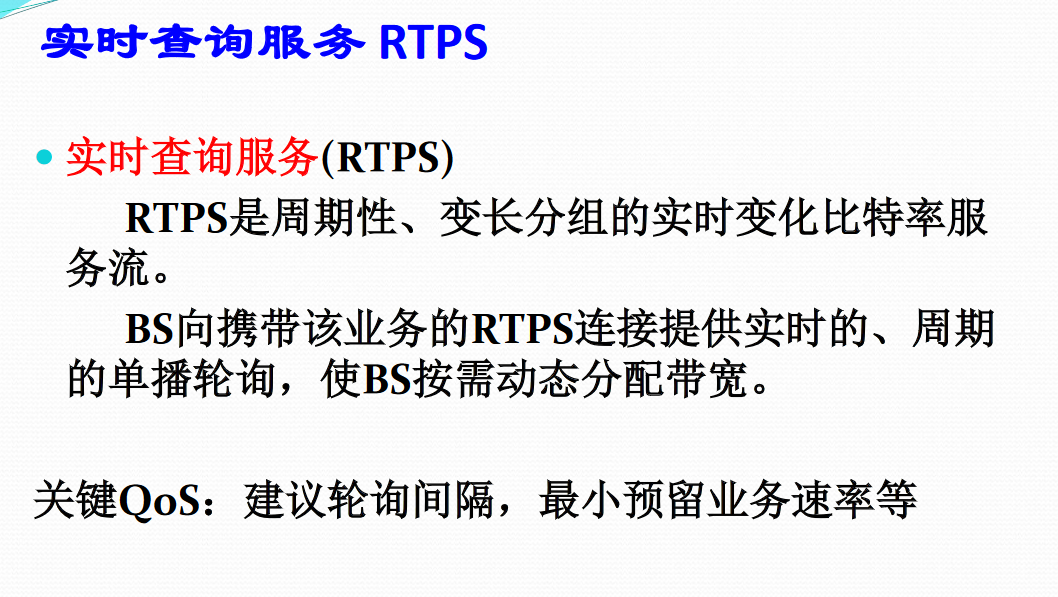 实时查询服务 RTPS
实时查询服务(RTPS)
RTPS是周期性、变长分组的实时变化比特率服
务流。
BS向携带该业务的RTPS连接提供实时的、周期
的单播轮询，使BS按需动态分配带宽。
关键QoS：建议轮询间隔，最小预留业务速率等